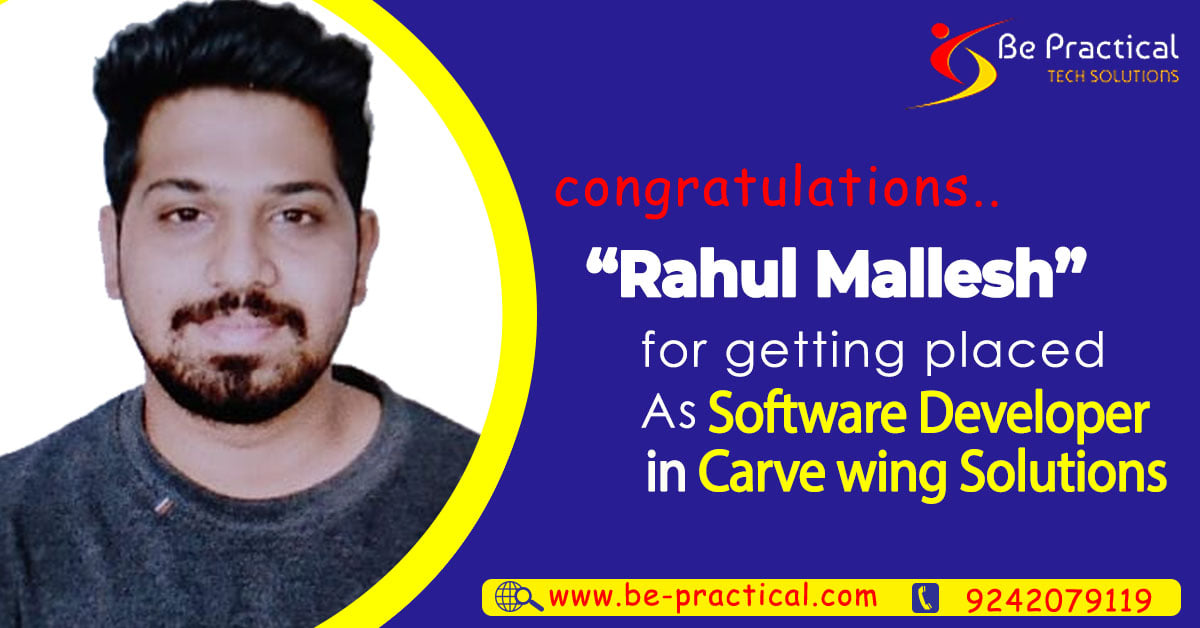 Be Practical
TECH SOLUTIONS
congratulations..
“Rahul Mallesh”
for getting placed
As Software Developer
in Carve wing Solutions
www.be-practical.com 9242079119